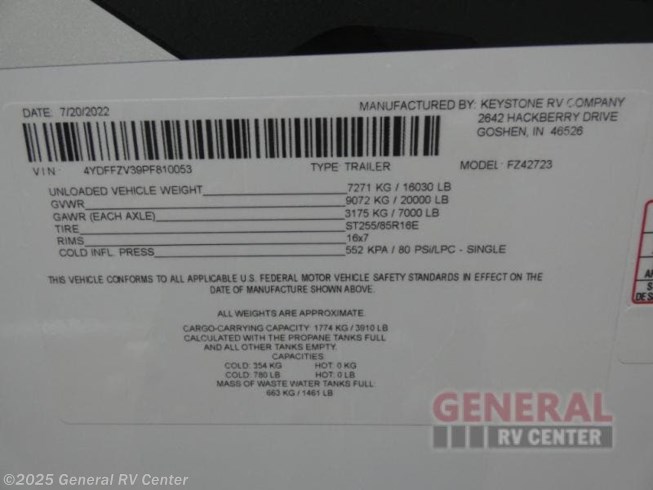 DATE: 7/20/2022
MANUFACTURED BY: KEYSTONE RV COMPANY
2642 HACKBERRY DRIVE
GOSHEN, IN 46526
VIN: 4YDFFZV39PF810053 TYPE: TRAILER MODEL: FZ42723
UNLOADED VEHICLE WEIGHT 7271 KG / 16030 LB
GVWR 9072 KG / 20000 LB
GAWR (EACH AXLE) 3175 KG / 7000 LB
TIRE ST255/85R16E
RIMS 16x7
COLD INFL. PRESS 552 KPA / 80 PSI/LPC - SINGLE
THIS VEHICLE CONFORMS TO ALL APPLICABLE U.S. FEDERAL MOTOR VEHICLE SAFETY STANDARDS IN EFFECT ON THE
DATE OF MANUFACTURE SHOWN ABOVE.
ALL WEIGHTS ARE APPROXIMATE.
CARGO-CARRYING CAPACITY 1774 KG / 3910 LB
CALCULATED WITH THE PROPANE TANKS FULL
AND ALL OTHER TANKS EMPTY.
CAPACITIES
COLD: 354 KG HOT: 0 KG
COLD: 780 LB HOT: 0 LB
MASS OF WASTE WATER TANKS FULL:
663 KG / 1461 LB
GENERAL
RV CENTER
©2025 General RV Center